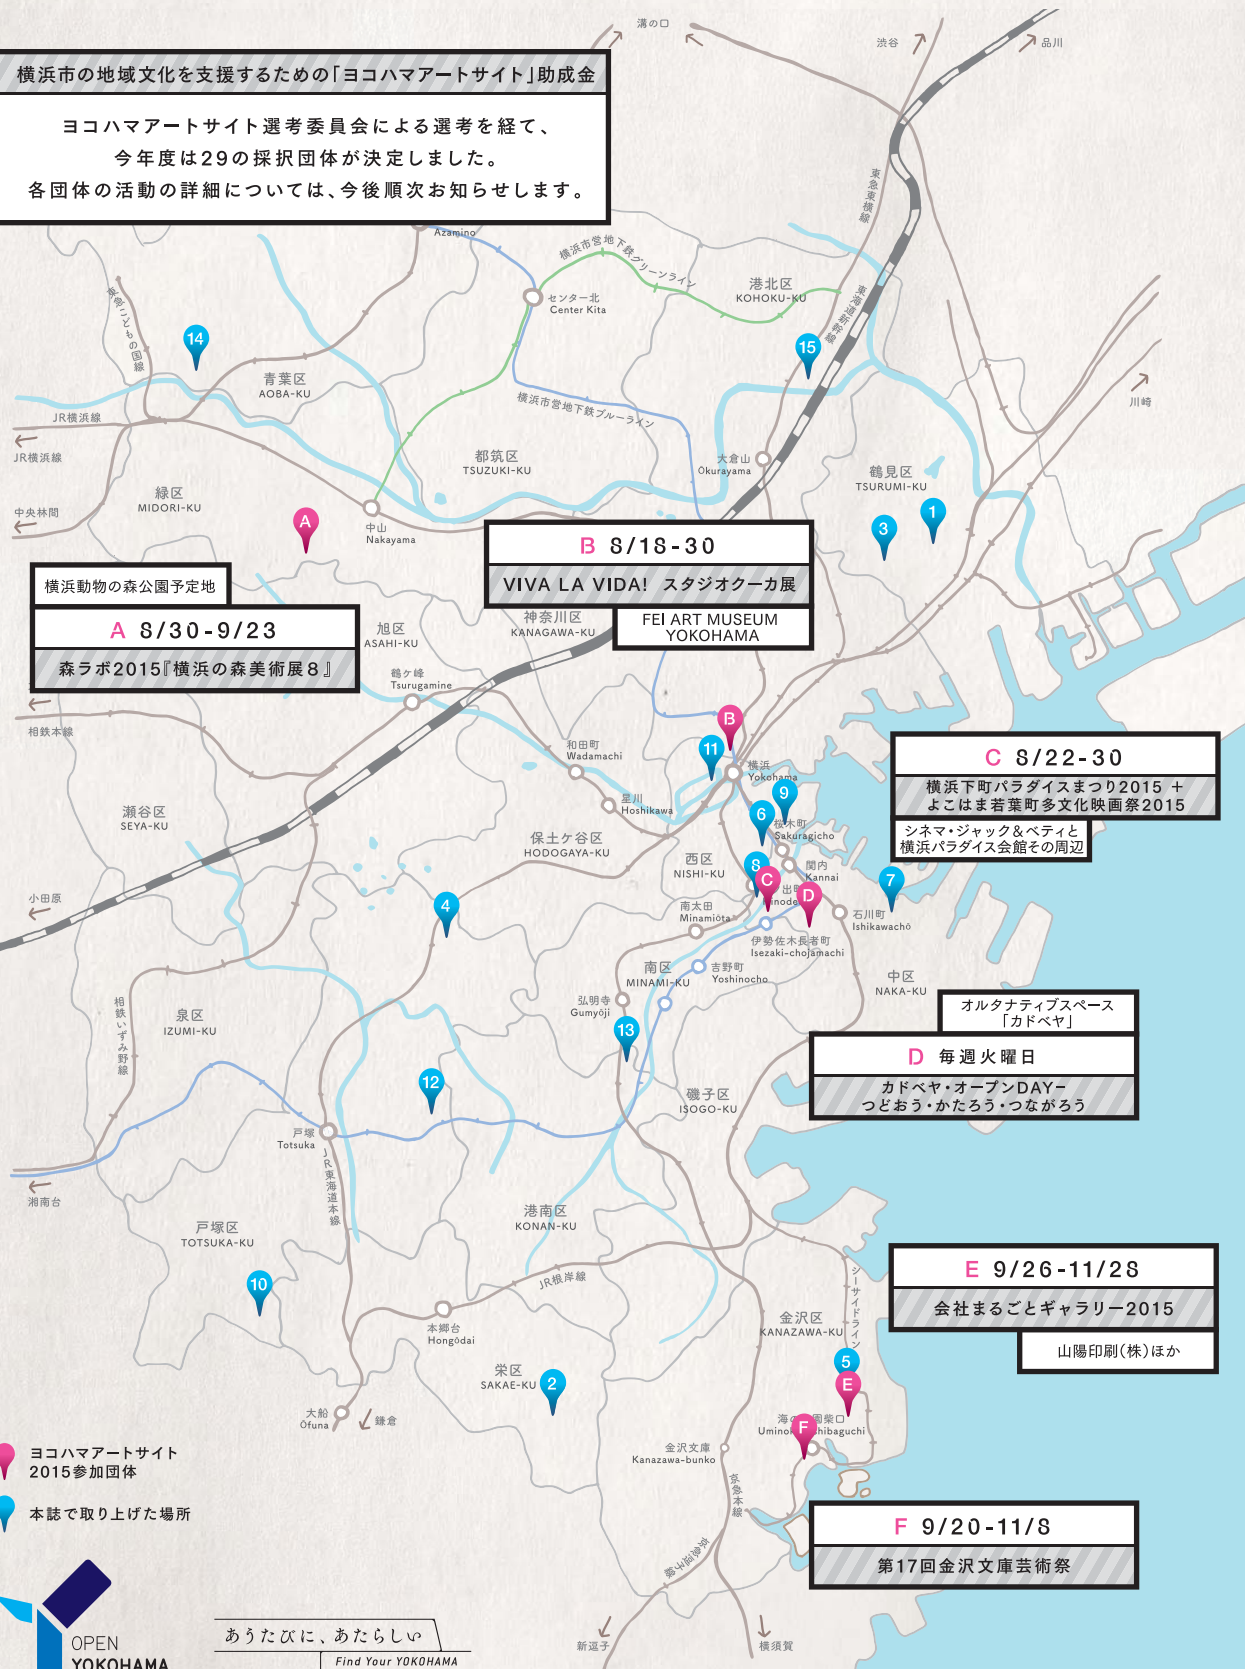 溝の口
渋谷
品川
横浜市の地域文化を支援するための「ヨコハマアートサイト」助成金
ヨコハマアートサイト選考委員会による選考を経て、
今年度は29の採択団体が決定しました。
各団体の活動の詳細については、今後順次お知らせします。
東急東横線
Azamino
横浜市営地下鉄グリーンライン
港北区
KOHOKU-KU
センター北
Center Kita
東急こどもの国線
東海道新幹線
14
15
青葉区
AOBA-KU
川崎
横浜市営地下鉄ブルーライン
JR横浜線
JR横浜線
都筑区
TSUZUKI-KU
大倉山
Ōkurayama
鶴見区
TSURUMI-KU
緑区
MIDORI-KU
中央林間
A
中山
Nakayama
1
3
B 8/18-30
VIVA LA VIDA! スタジオクーカ展
FEI ART MUSEUM
YOKOHAMA
横浜動物の森公園予定地
A 8/30-9/23
森ラボ2015『横浜の森美術展8』
旭区
ASAHI-KU
神奈川区
KANAGAWA-KU
鶴ケ峰
Tsurugamine
相鉄本線
B
11
和田町
Wadamachi
横浜
Yokohama
C 8/22-30
横浜下町パラダイスまつり2015 +
よこはま若葉町多文化映画祭2015
シネマ・ジャック&ベティと
横浜パラダイス会館その周辺
星川
Hoshikawa
9
6
桜木町
Sakuragicho
瀬谷区
SEYA-KU
保土ケ谷区
HODOGAYA-KU
西区
NISHI-KU
8
C
D
関内
Kannai
7
小田原
4
南太田
Minamiōta
石川町
Ishikawachō
伊勢佐木長者町
Isezaki-chojamachi
南区
MINAMI-KU
吉野町
Yoshinocho
中区
NAKA-KU
相鉄いずみ野線
泉区
IZUMI-KU
弘明寺
Gumyōji
13
オルタナティブスペース
「カドベヤ」
D 毎週火曜日
カドベヤ・オープンDAYー
つどおう・かたろう・つながろう
12
磯子区
ISOGO-KU
戸塚
Totsuka
JR東海道本線
湘南台
戸塚区
TOTSUKA-KU
港南区
KONAN-KU
10
JR根岸線
シーサイドライン
E 9/26-11/28
会社まるごとギャラリー2015
山陽印刷(株)ほか
本郷台
Hongōdai
金沢区
KANAZAWA-KU
栄区
SAKAE-KU
2
5
E
大船
Ōfuna
鎌倉
F
金沢文庫
Kanazawa-bunko
京急本線
ヨコハマアートサイト
2015参加団体
本誌で取り上げた場所
F 9/20-11/8
第17回金沢文庫芸術祭
京急逗子線
新逗子
横須賀
OPEN
YOKOHAMA
あうたびに、あたらしい
Find Your YOKOHAMA